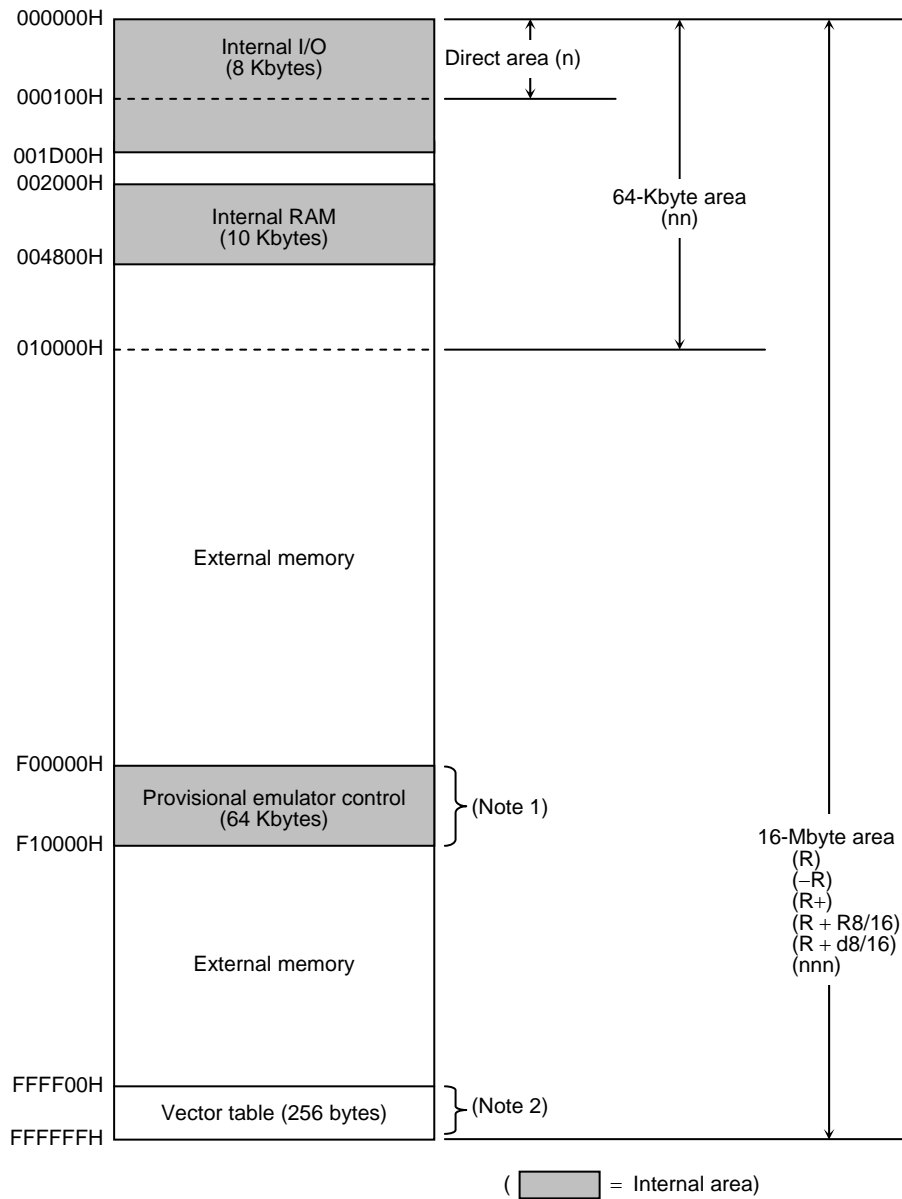 000000H
Internal I/O
(8 Kbytes)
Direct area (n)
000100H
001D00H
002000H
64-Kbyte area
(nn)
Internal RAM
(10 Kbytes)
004800H
010000H
External memory
F00000H
Provisional emulator control
(64 Kbytes)
(Note 1)
F10000H
16-Mbyte area
(R)
(−R)
(R+)
(R + R8/16)
(R + d8/16)
(nnn)
External memory
FFFF00H
Vector table (256 bytes)
(Note 2)
FFFFFFH
( = Internal area)